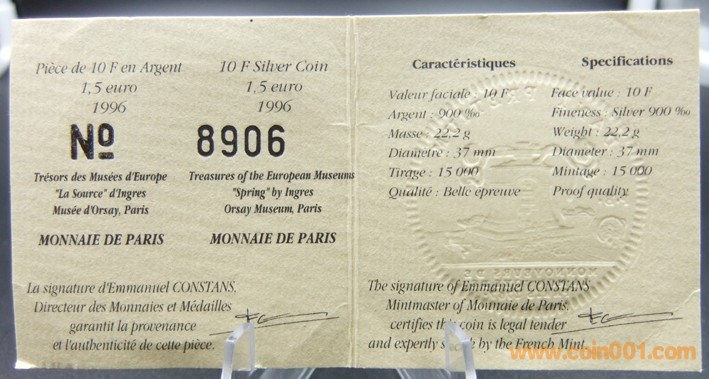 Pièce de 10 F en Argent
1,5 euro
1996
10 F Silver Coin
1,5 euro
1996
Nº 8906
Trésors des Musées d'Europe
"La Source" d'Ingres
Musée d'Orsay, Paris
MONNAIE DE PARIS
Treasures of the European Museums
"Spring" by Ingres
Orsay Museum, Paris
MONNAIE DE PARIS
La signature d'Emmanuel CONSTANS,
Directeur des Monnaies et Médailles
garantit la provenance
et l'authenticité de cette pièce.
Caractéristiques
Valeur faciale : 10 F
Argent : 900 ‰
Masse : 22,2 g
Diamètre : 37 mm
Tirage : 15 000
Qualité : Belle épreuve
Specifications
Face value : 10 F
Fineness : Silver 900 ‰
Weight : 22,2 g
Diameter : 37 mm
Mintage : 15 000
Proof quality
The signature of Emmanuel CONSTANS
Mintmaster of Monnaie de Paris,
certifies the coin is legal tender
and expertly by the French Mint
www.coin001.com